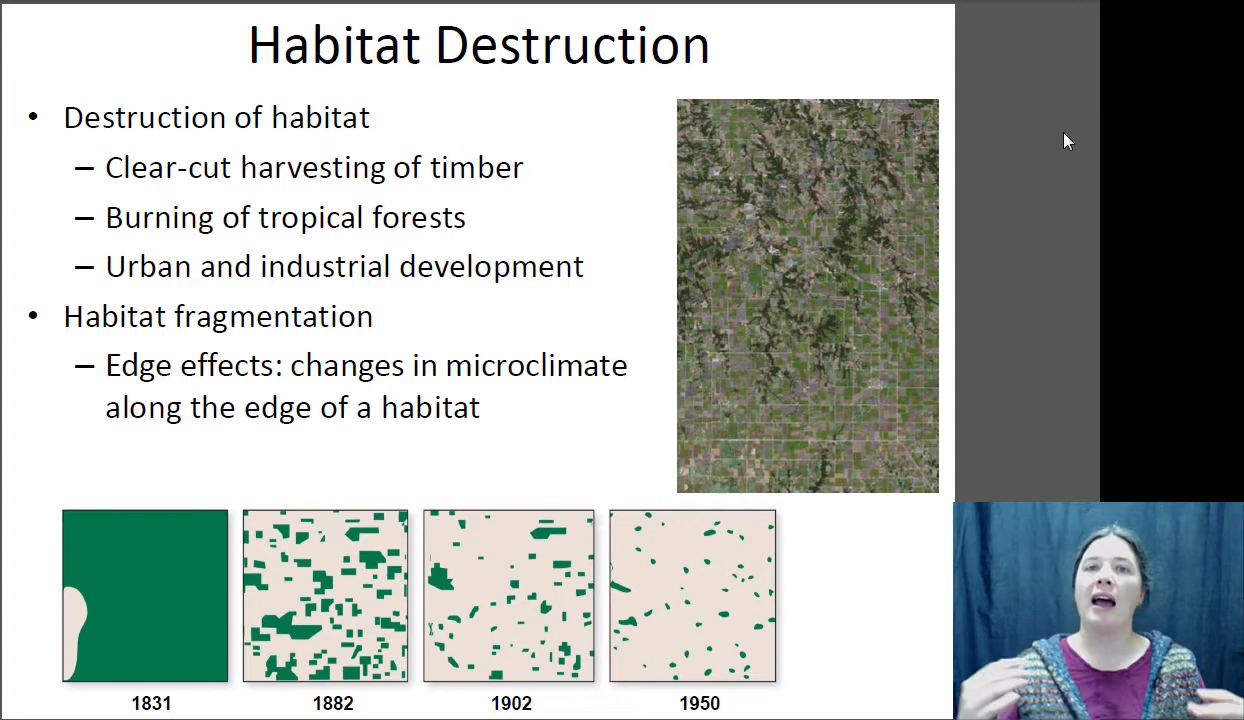 Habitat Destruction
• Destruction of habitat
– Clear-cut harvesting of timber
– Burning of tropical forests
– Urban and industrial development
• Habitat fragmentation
– Edge effects: changes in microclimate
along the edge of a habitat
1831 1882 1902 1950